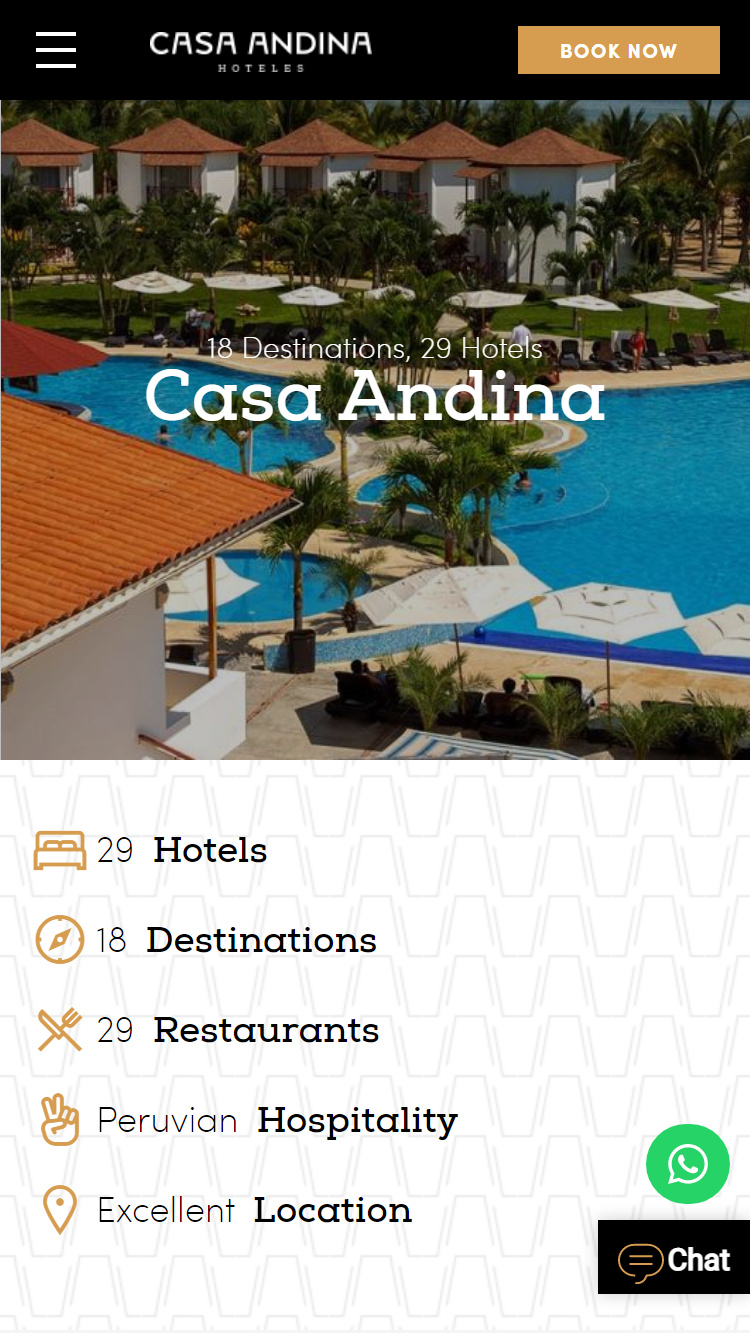 CASA ANDINA
HOTELES
BOOK NOW
18 Destinations, 29 Hotels
Casa Andina
29 Hotels
18 Destinations
29 Restaurants
Peruvian Hospitality
Excellent Location
Chat